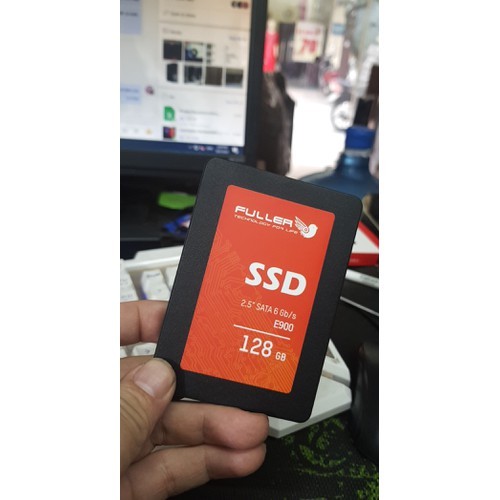 FULLER
TECHNOLOGY FOR LIFE
SSD
2.5" SATA 6 Gb/s
E900
128 GB